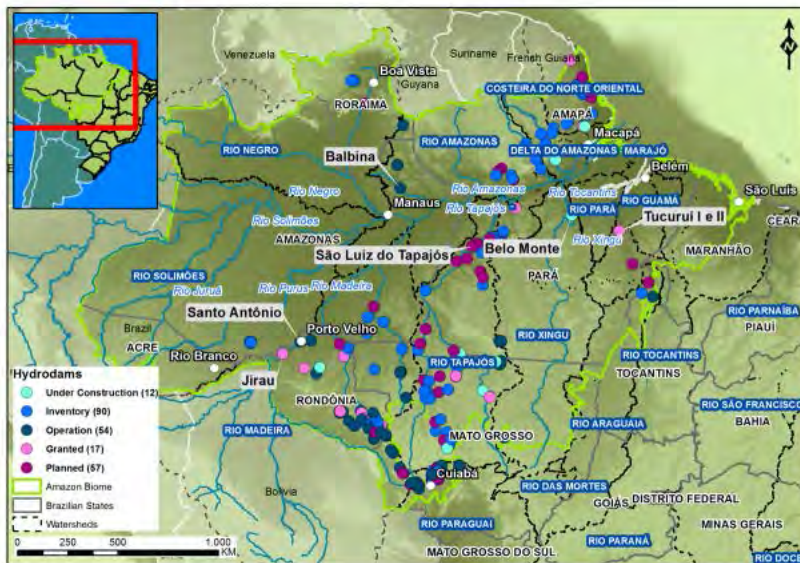 Venezuela
Suriname
French Guiana
Guyana
N
Boa Vista
RORAIMA
COSTEIRA DO NORTE ORIENTAL
AMAPÁ
Macapá
RIO NEGRO
RIO AMAZONAS
DELTA DO AMAZONAS
MARAJÓ
Balbina
Belém
Rio Negro
Rio Amazonas
Rio Tocantins
São Luís
Manaus
Rio Tapajós
RIO PARÁ
RIO GUAMÁ
Rio Solimões
Tucuruí I e II
CEARÁ
AMAZONAS
São Luiz do Tapajós
Belo Monte
Rio Xingu
MARANHÃO
RIO SOLIMÕES
PARÁ
Rio Juruá
Rio Purus
Rio Madeira
Santo Antônio
RIO PARNAÍBA
Brazil
Porto Velho
RIO XINGU
PIAUÍ
ACRE
Rio Branco
RIO TAPAJÓS
RIO TOCANTINS
TOCANTINS
Jirau
Hydrodams
Under Construction (12)
Inventory (90)
Operation (54)
Granted (17)
Planned (57)
Amazon Biome
Brazilian States
Watersheds
RONDÔNIA
RIO SÃO FRANCISCO
RIO MADEIRA
RIO ARAGUAIA
BAHIA
MATO GROSSO
Bolivia
Cuiabá
RIO DAS MORTES
GOIÁS
DISTRITO FEDERAL
RIO PARAGUAI
MINAS GERAIS
RIO PARANÁ
MATO GROSSO DO SUL
RIO DOCE
0 250 500 1.000
KM